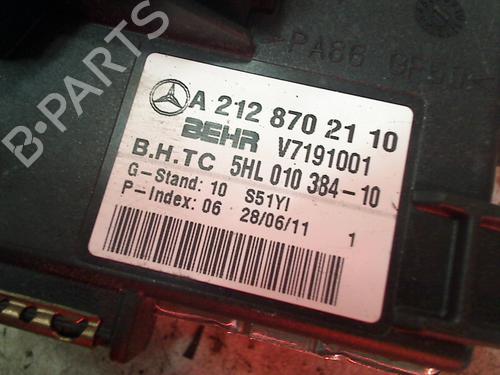 PA66
A 212 870 21 10
BEHR V7191001
B.H.TC 5HL 010 384-10
G-Stand: 10 S51YI
P-Index: 06 28/06/11 1
B-PARTS